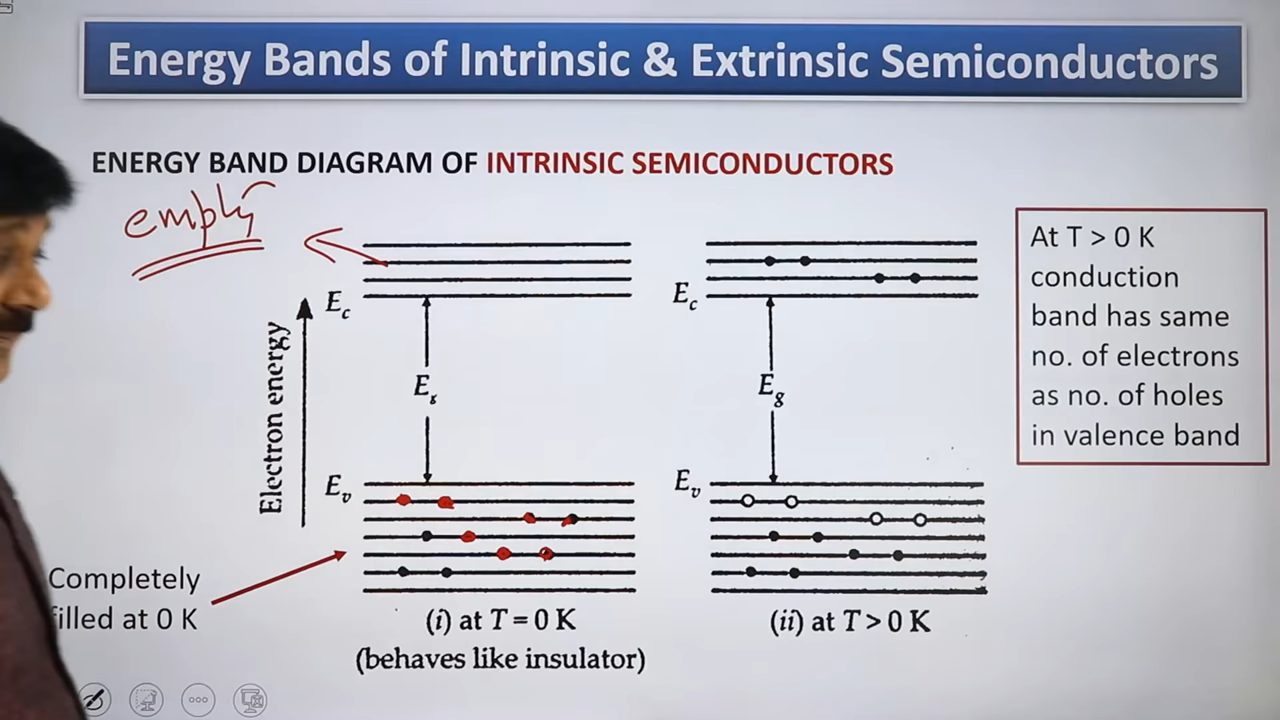 Energy Bands of Intrinsic & Extrinsic Semiconductors
ENERGY BAND DIAGRAM OF INTRINSIC SEMICONDUCTORS
empty
At T > 0 K
conduction
band has same
no. of electrons
as no. of holes
in valence band
Electron energy
E_c
E_g
E_v
E_c
E_g
E_v
Completely
filled at 0 K
(i) at T = 0 K
(behaves like insulator)
(ii) at T > 0 K